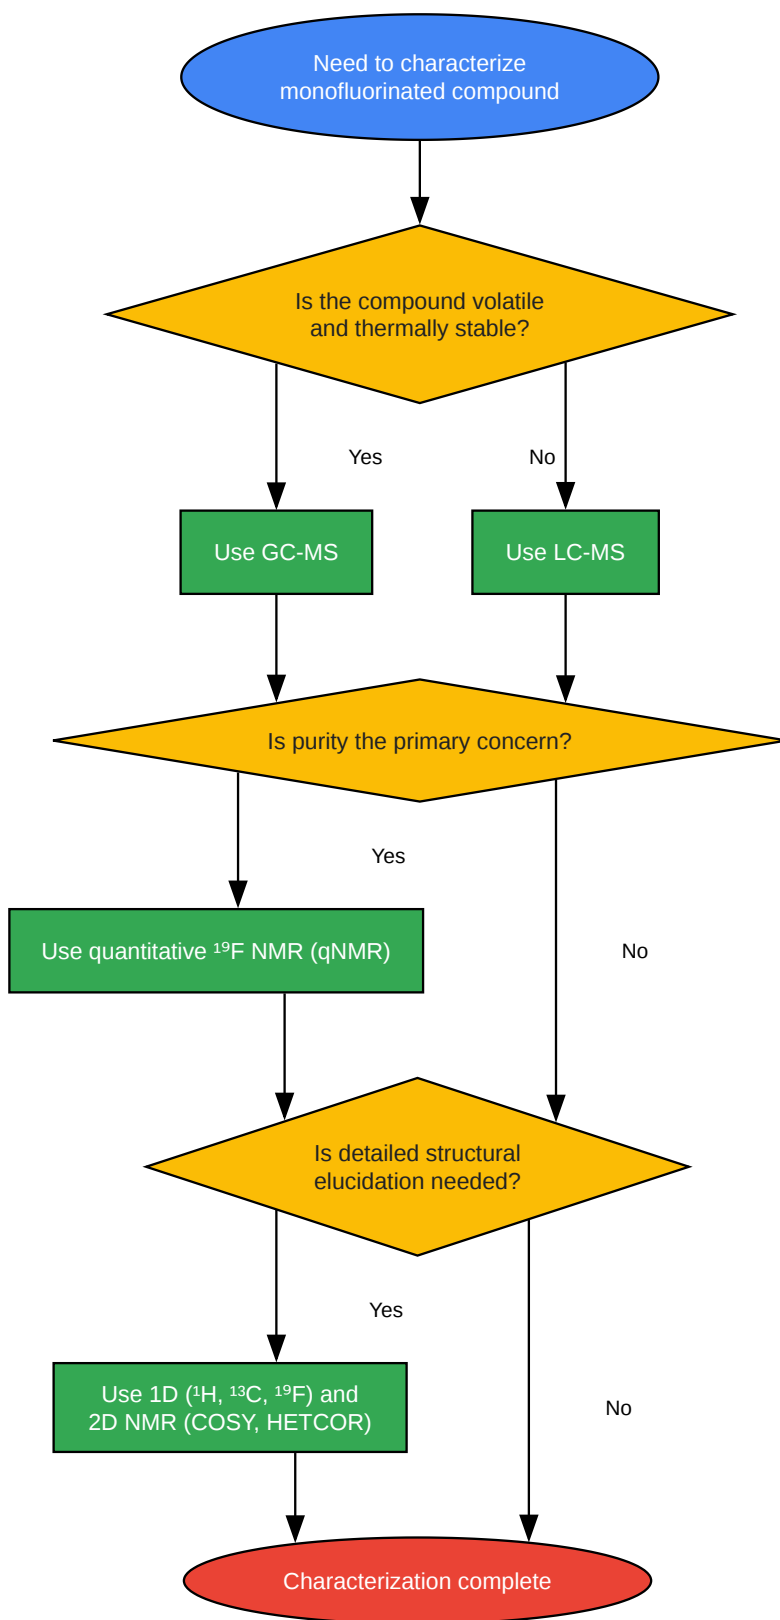 Need to characterize
monofluorinated compound
Is the compound volatile
and thermally stable?
Yes
No
Use GC-MS
Use LC-MS
Is purity the primary concern?
Yes
Use quantitative ¹⁹F NMR (qNMR)
No
Is detailed structural
elucidation needed?
Yes
Use 1D (¹H, ¹³C, ¹⁹F) and
2D NMR (COSY, HETCOR)
No
Characterization complete